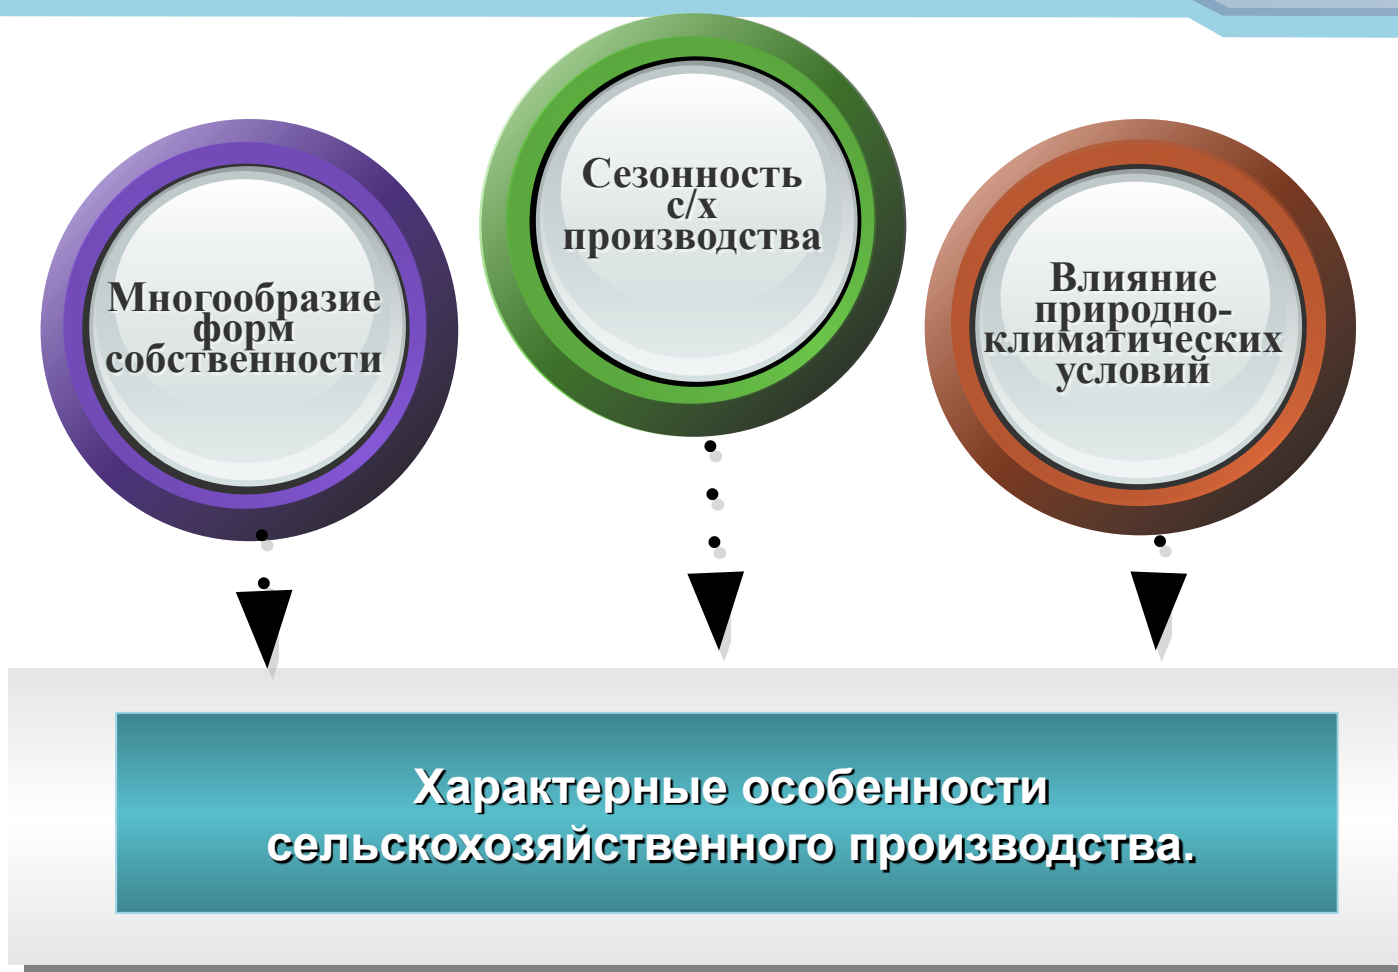 Многообразие
форм
собственности
Сезонность
с/х
производства
Влияние
природно-
климатических
условий
Характерные особенности
сельскохозяйственного производства.